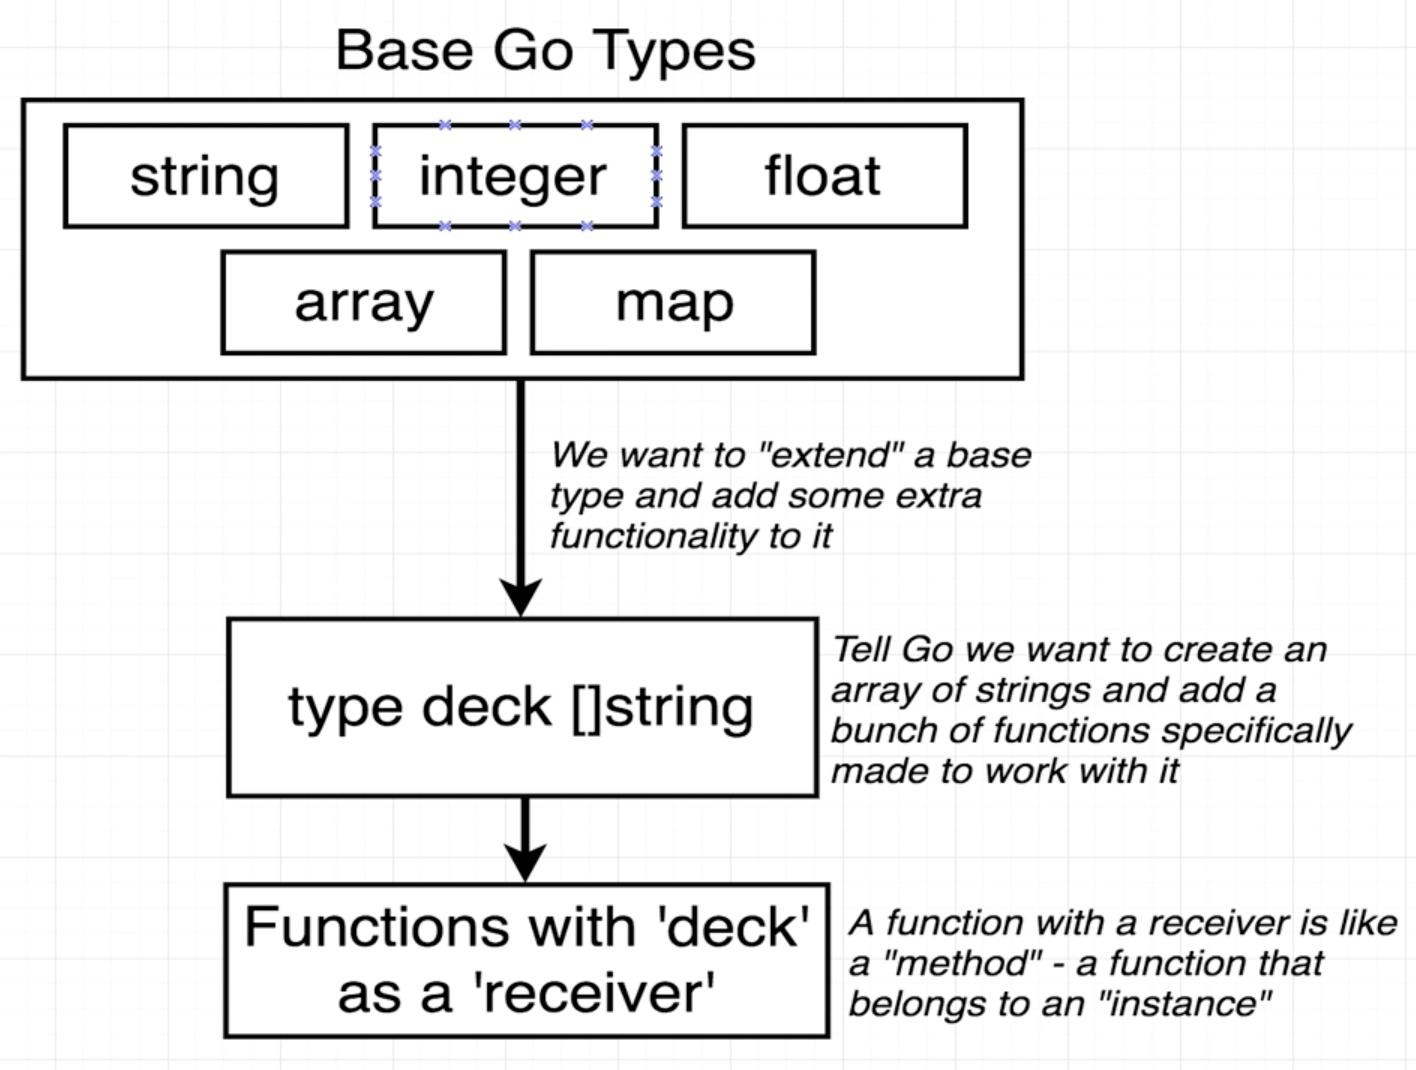 Base Go Types
string
integer
float
array
map
We want to "extend" a base
type and add some extra
functionality to it
type deck []string
Tell Go we want to create an
array of strings and add a
bunch of functions specifically
made to work with it
Functions with 'deck'
as a 'receiver'
A function with a receiver is like
a "method" - a function that
belongs to an "instance"